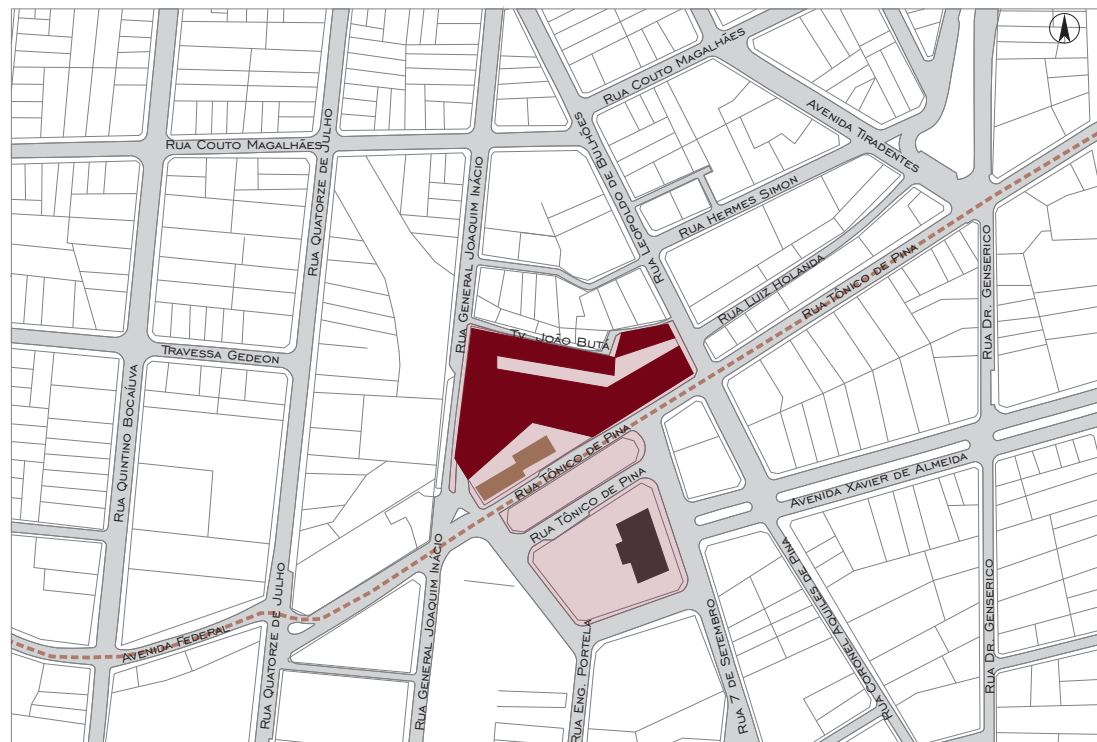 Rua Couto Magalhães
Avenida Tiradentes
Rua Couto Magalhães
Rua Quatorze de Julho
Rua General Joaquim Inácio
Rua Leopoldo de Bulhões
Rua Hermes Simon
Rua Luiz Holanda
Rua Tônico de Pina
Rua Dr. Genserico
Tv. João Butá
Travessa Gedeon
Rua Quintino Bocaíuva
Rua Tônico de Pina
Rua Tônico de Pina
Avenida Xavier de Almeida
Rua General Joaquim Inácio
Rua Quatorze de Julho
Avenida Federal
Rua Eng. Portela
Rua 7 de Setembro
Rua Coronel Aquiles de Pina
Rua Dr. Genserico